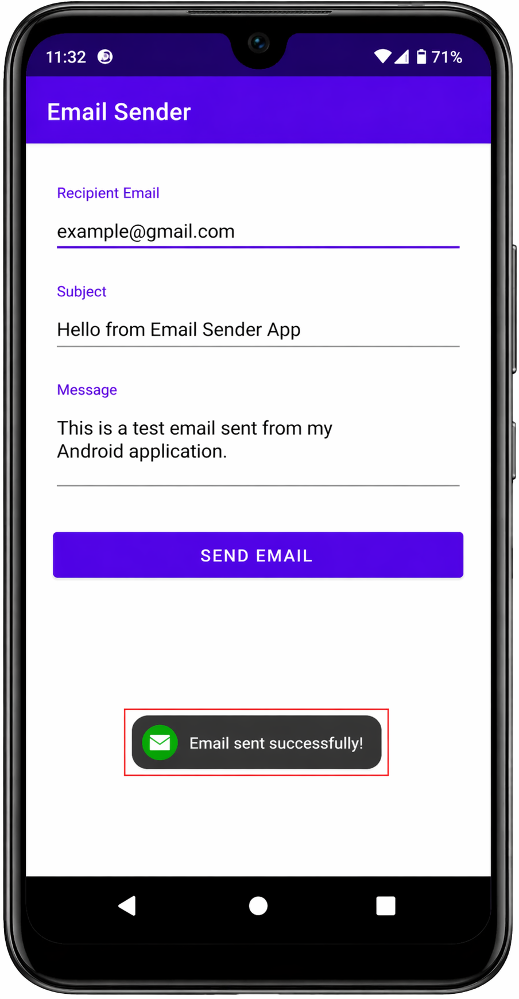 11:32 71%
Email Sender
Recipient Email
example@gmail.com
Subject
Hello from Email Sender App
Message
This is a test email sent from my
Android application.
SEND EMAIL
Email sent successfully!